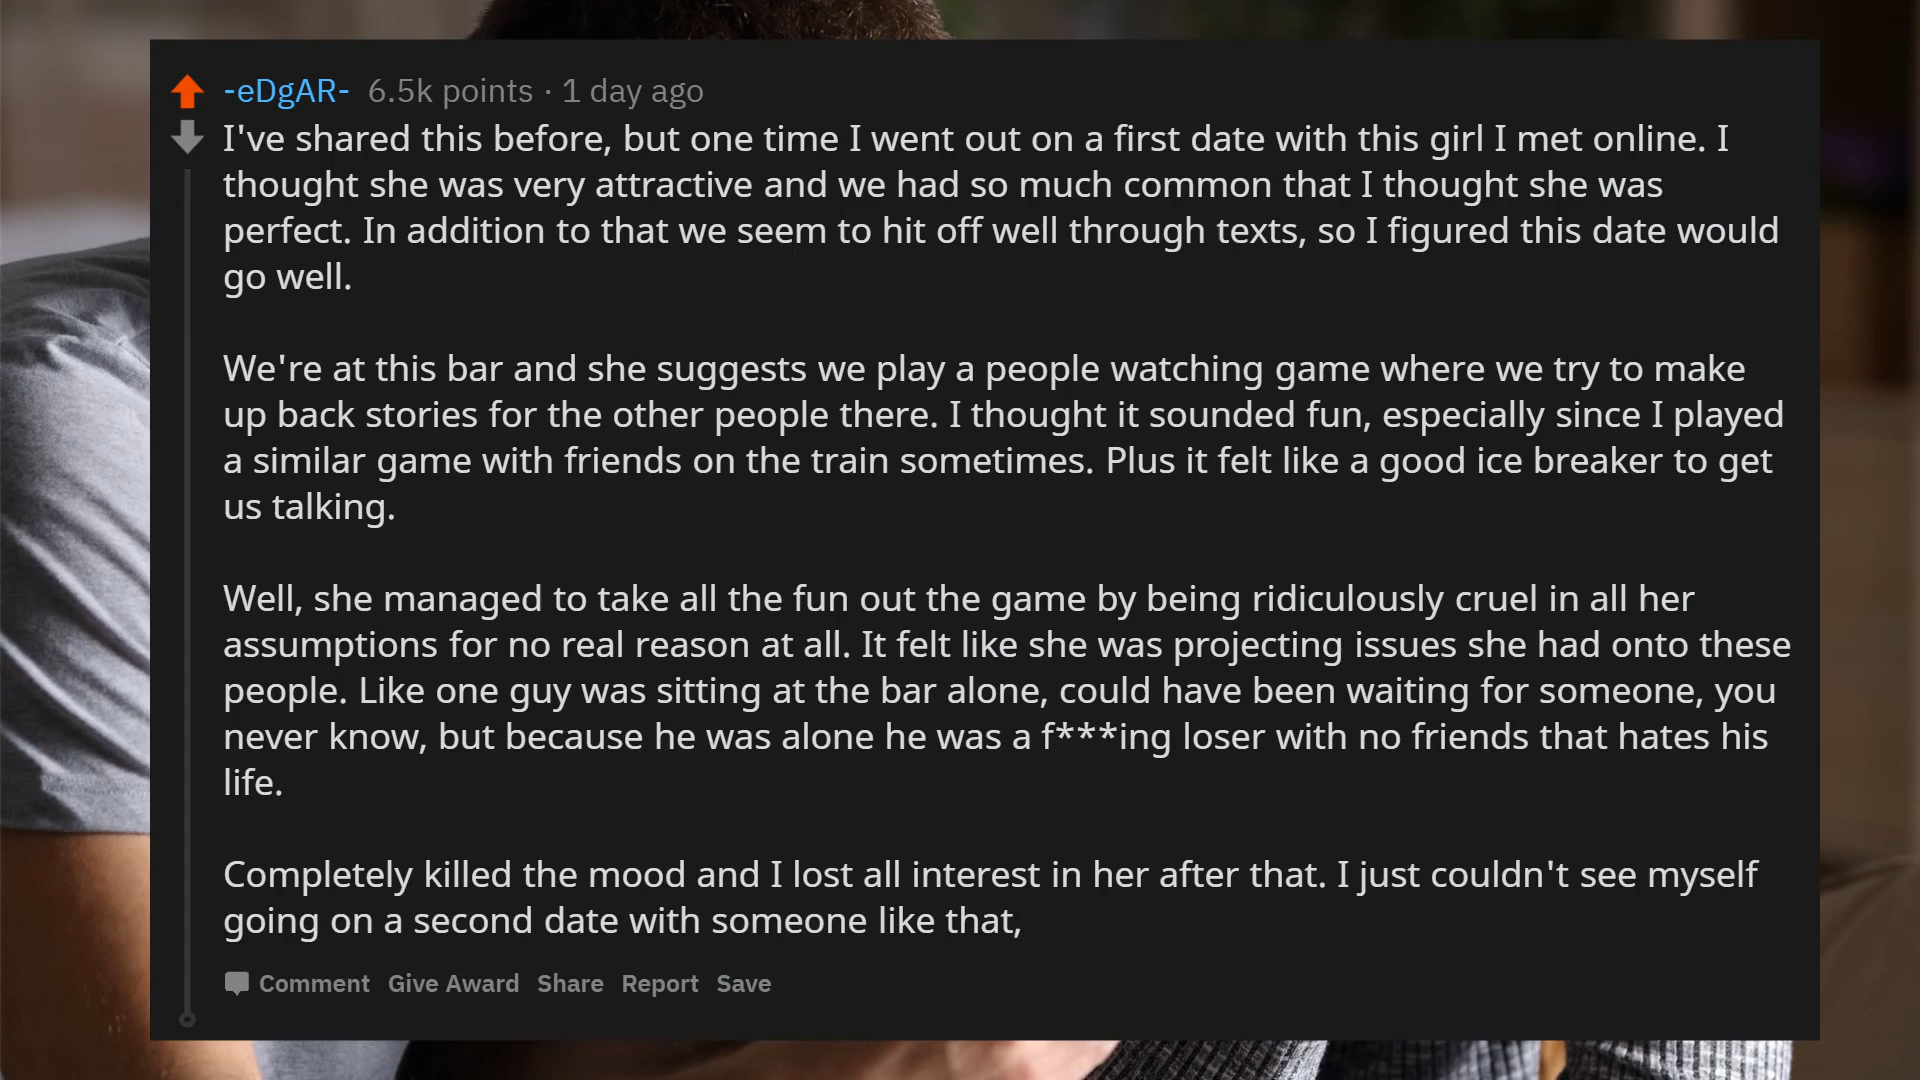 -eDgAR- 6.5k points · 1 day ago
I've shared this before, but one time I went out on a first date with this girl I met online. I
thought she was very attractive and we had so much common that I thought she was
perfect. In addition to that we seem to hit off well through texts, so I figured this date would
go well.
We're at this bar and she suggests we play a people watching game where we try to make
up back stories for the other people there. I thought it sounded fun, especially since I played
a similar game with friends on the train sometimes. Plus it felt like a good ice breaker to get
us talking.
Well, she managed to take all the fun out the game by being ridiculously cruel in all her
assumptions for no real reason at all. It felt like she was projecting issues she had onto these
people. Like one guy was sitting at the bar alone, could have been waiting for someone, you
never know, but because he was alone he was a f***ing loser with no friends that hates his
life.
Completely killed the mood and I lost all interest in her after that. I just couldn't see myself
going on a second date with someone like that,
Comment Give Award Share Report Save